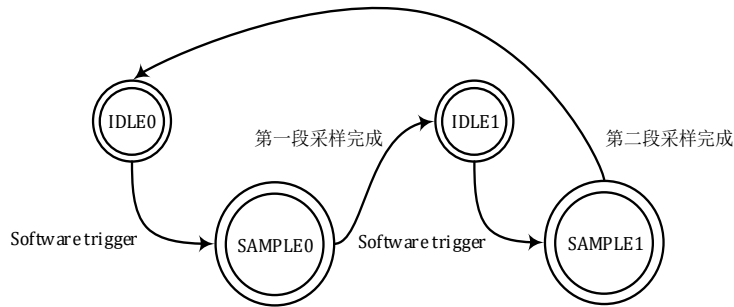 IDLE0
IDLE1
第一段采样完成
第二段采样完成
Software trigger
SAMPLE0
Software trigger
SAMPLE1